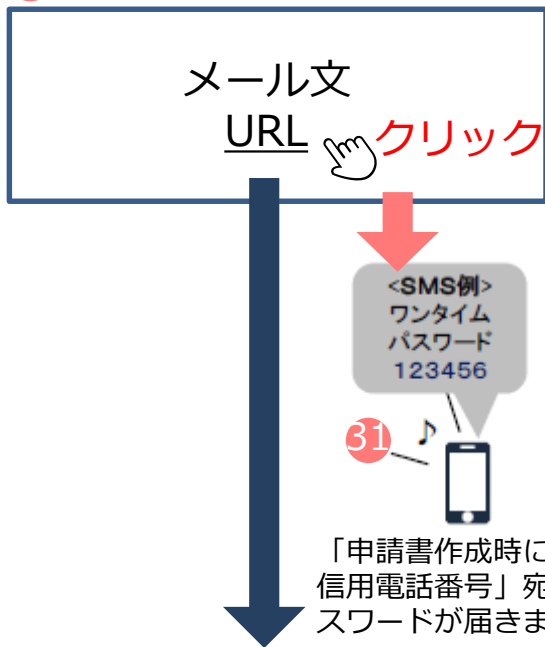 メール文
URL
クリック
<SMS例>
ワンタイム
パスワード
123456
31
「申請書作成時に
信用電話番号」宛
スワードが届きま